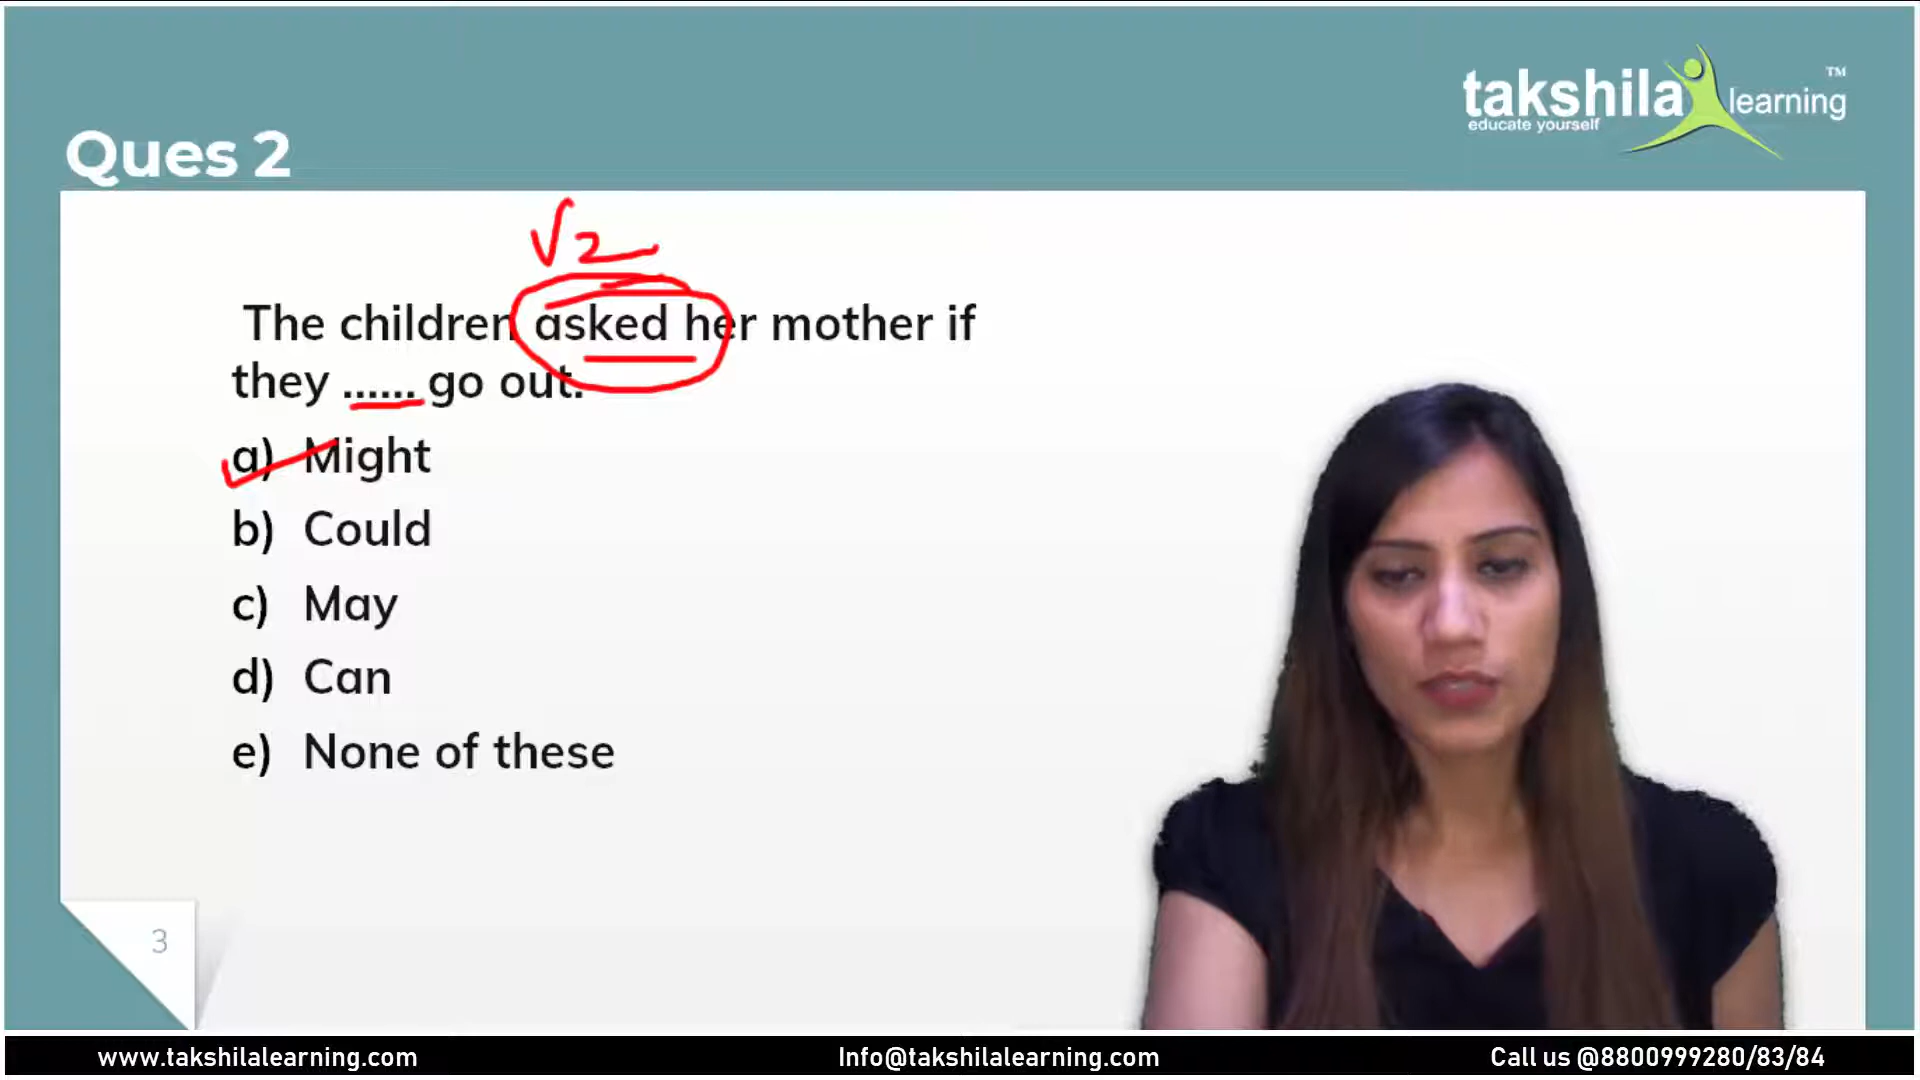 takshila learning TM
educate yourself
Ques 2
√2
The children asked her mother if
they ...... go out.
a) Might
b) Could
c) May
d) Can
e) None of these
3
www.takshilalearning.com Info@takshilalearning.com Call us @8800999280/83/84